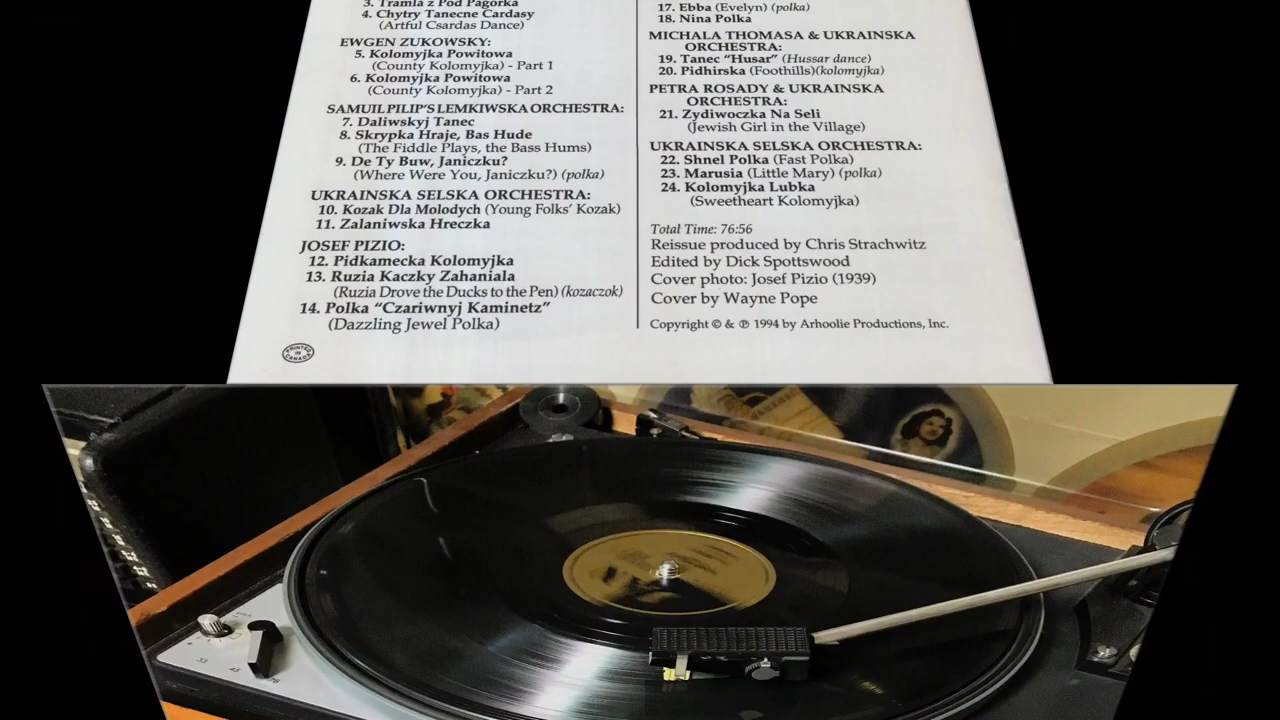 3. Tramla z Pod Pagorka
4. Chytry Tanecne Cardasy
(Artful Csardas Dance)
EWGEN ZUKOWSKY:
5. Kolomyjka Powitowa
(County Kolomyjka) - Part 1
6. Kolomyjka Powitowa
(County Kolomyjka) - Part 2
SAMUIL PILIP'S LEMKIWSKA ORCHESTRA:
7. Daliwskyj Tanec
8. Skrypka Hraje, Bas Hude
(The Fiddle Plays, the Bass Hums)
9. De Ty Buw, Janiczku?
(Where Were You, Janiczku?) (polka)
UKRAINSKA SELSKA ORCHESTRA:
10. Kozak Dla Molodych (Young Folks' Kozak)
11. Zalaniwska Hreczka
JOSEF PIZIO:
12. Pidkamecka Kolomyjka
13. Ruzia Kaczky Zahaniala
(Ruzia Drove the Ducks to the Pen) (kozaczok)
14. Polka "Czariwnyj Kaminetz"
(Dazzling Jewel Polka)
PRINTED
IN
CANADA
17. Ebba (Evelyn) (polka)
18. Nina Polka
MICHALA THOMASA & UKRAINSKA
ORCHESTRA:
19. Tanec "Husar" (Hussar dance)
20. Pidhirska (Foothills)(kolomyjka)
PETRA ROSADY & UKRAINSKA
ORCHESTRA:
21. Zydiwoczka Na Seli
(Jewish Girl in the Village)
UKRAINSKA SELSKA ORCHESTRA:
22. Shnel Polka (Fast Polka)
23. Marusia (Little Mary) (polka)
24. Kolomyjka Lubka
(Sweetheart Kolomyjka)
Total Time: 76:56
Reissue produced by Chris Strachwitz
Edited by Dick Spottswood
Cover photo: Josef Pizio (1939)
Cover by Wayne Pope
Copyright © & ℗ 1994 by Arhoolie Productions, Inc.
33
45
78